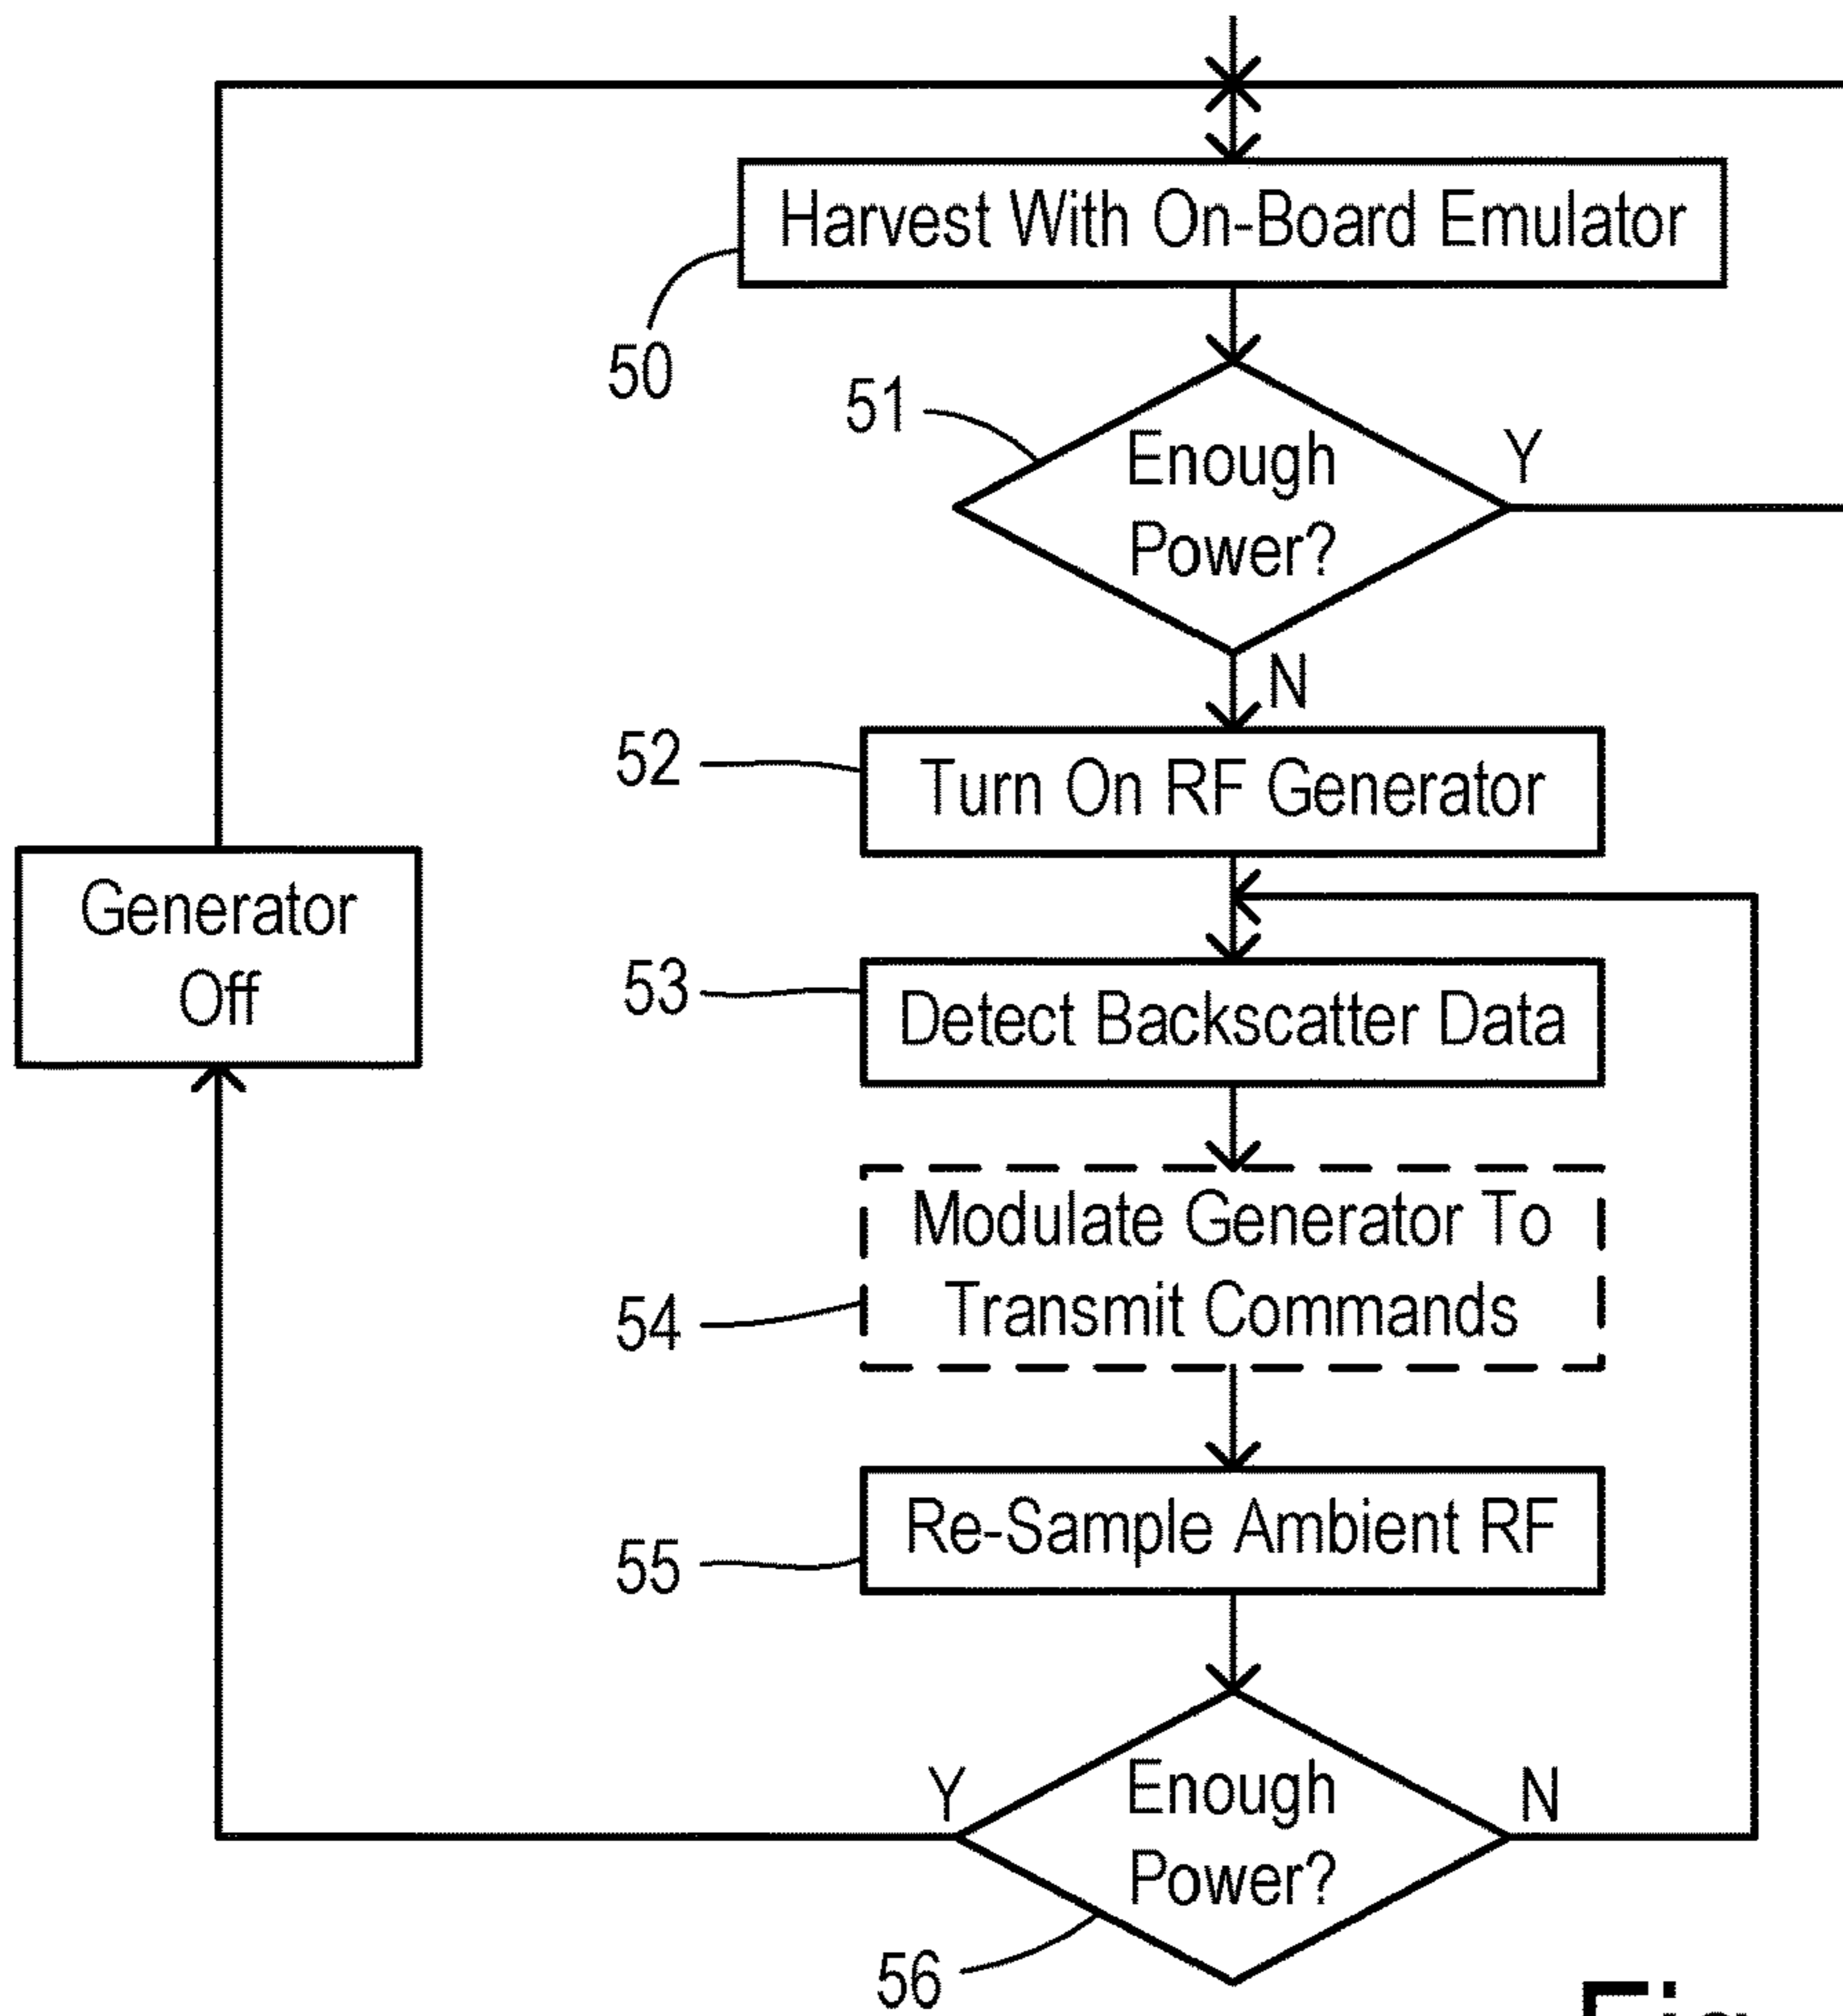 Harvest With On-Board Emulator
50
51
Enough
Power?
Y
N
52
Turn On RF Generator
Generator
Off
53
Detect Backscatter Data
Modulate Generator To
Transmit Commands
54
Re-Sample Ambient RF
55
Y
Enough
Power?
N
56